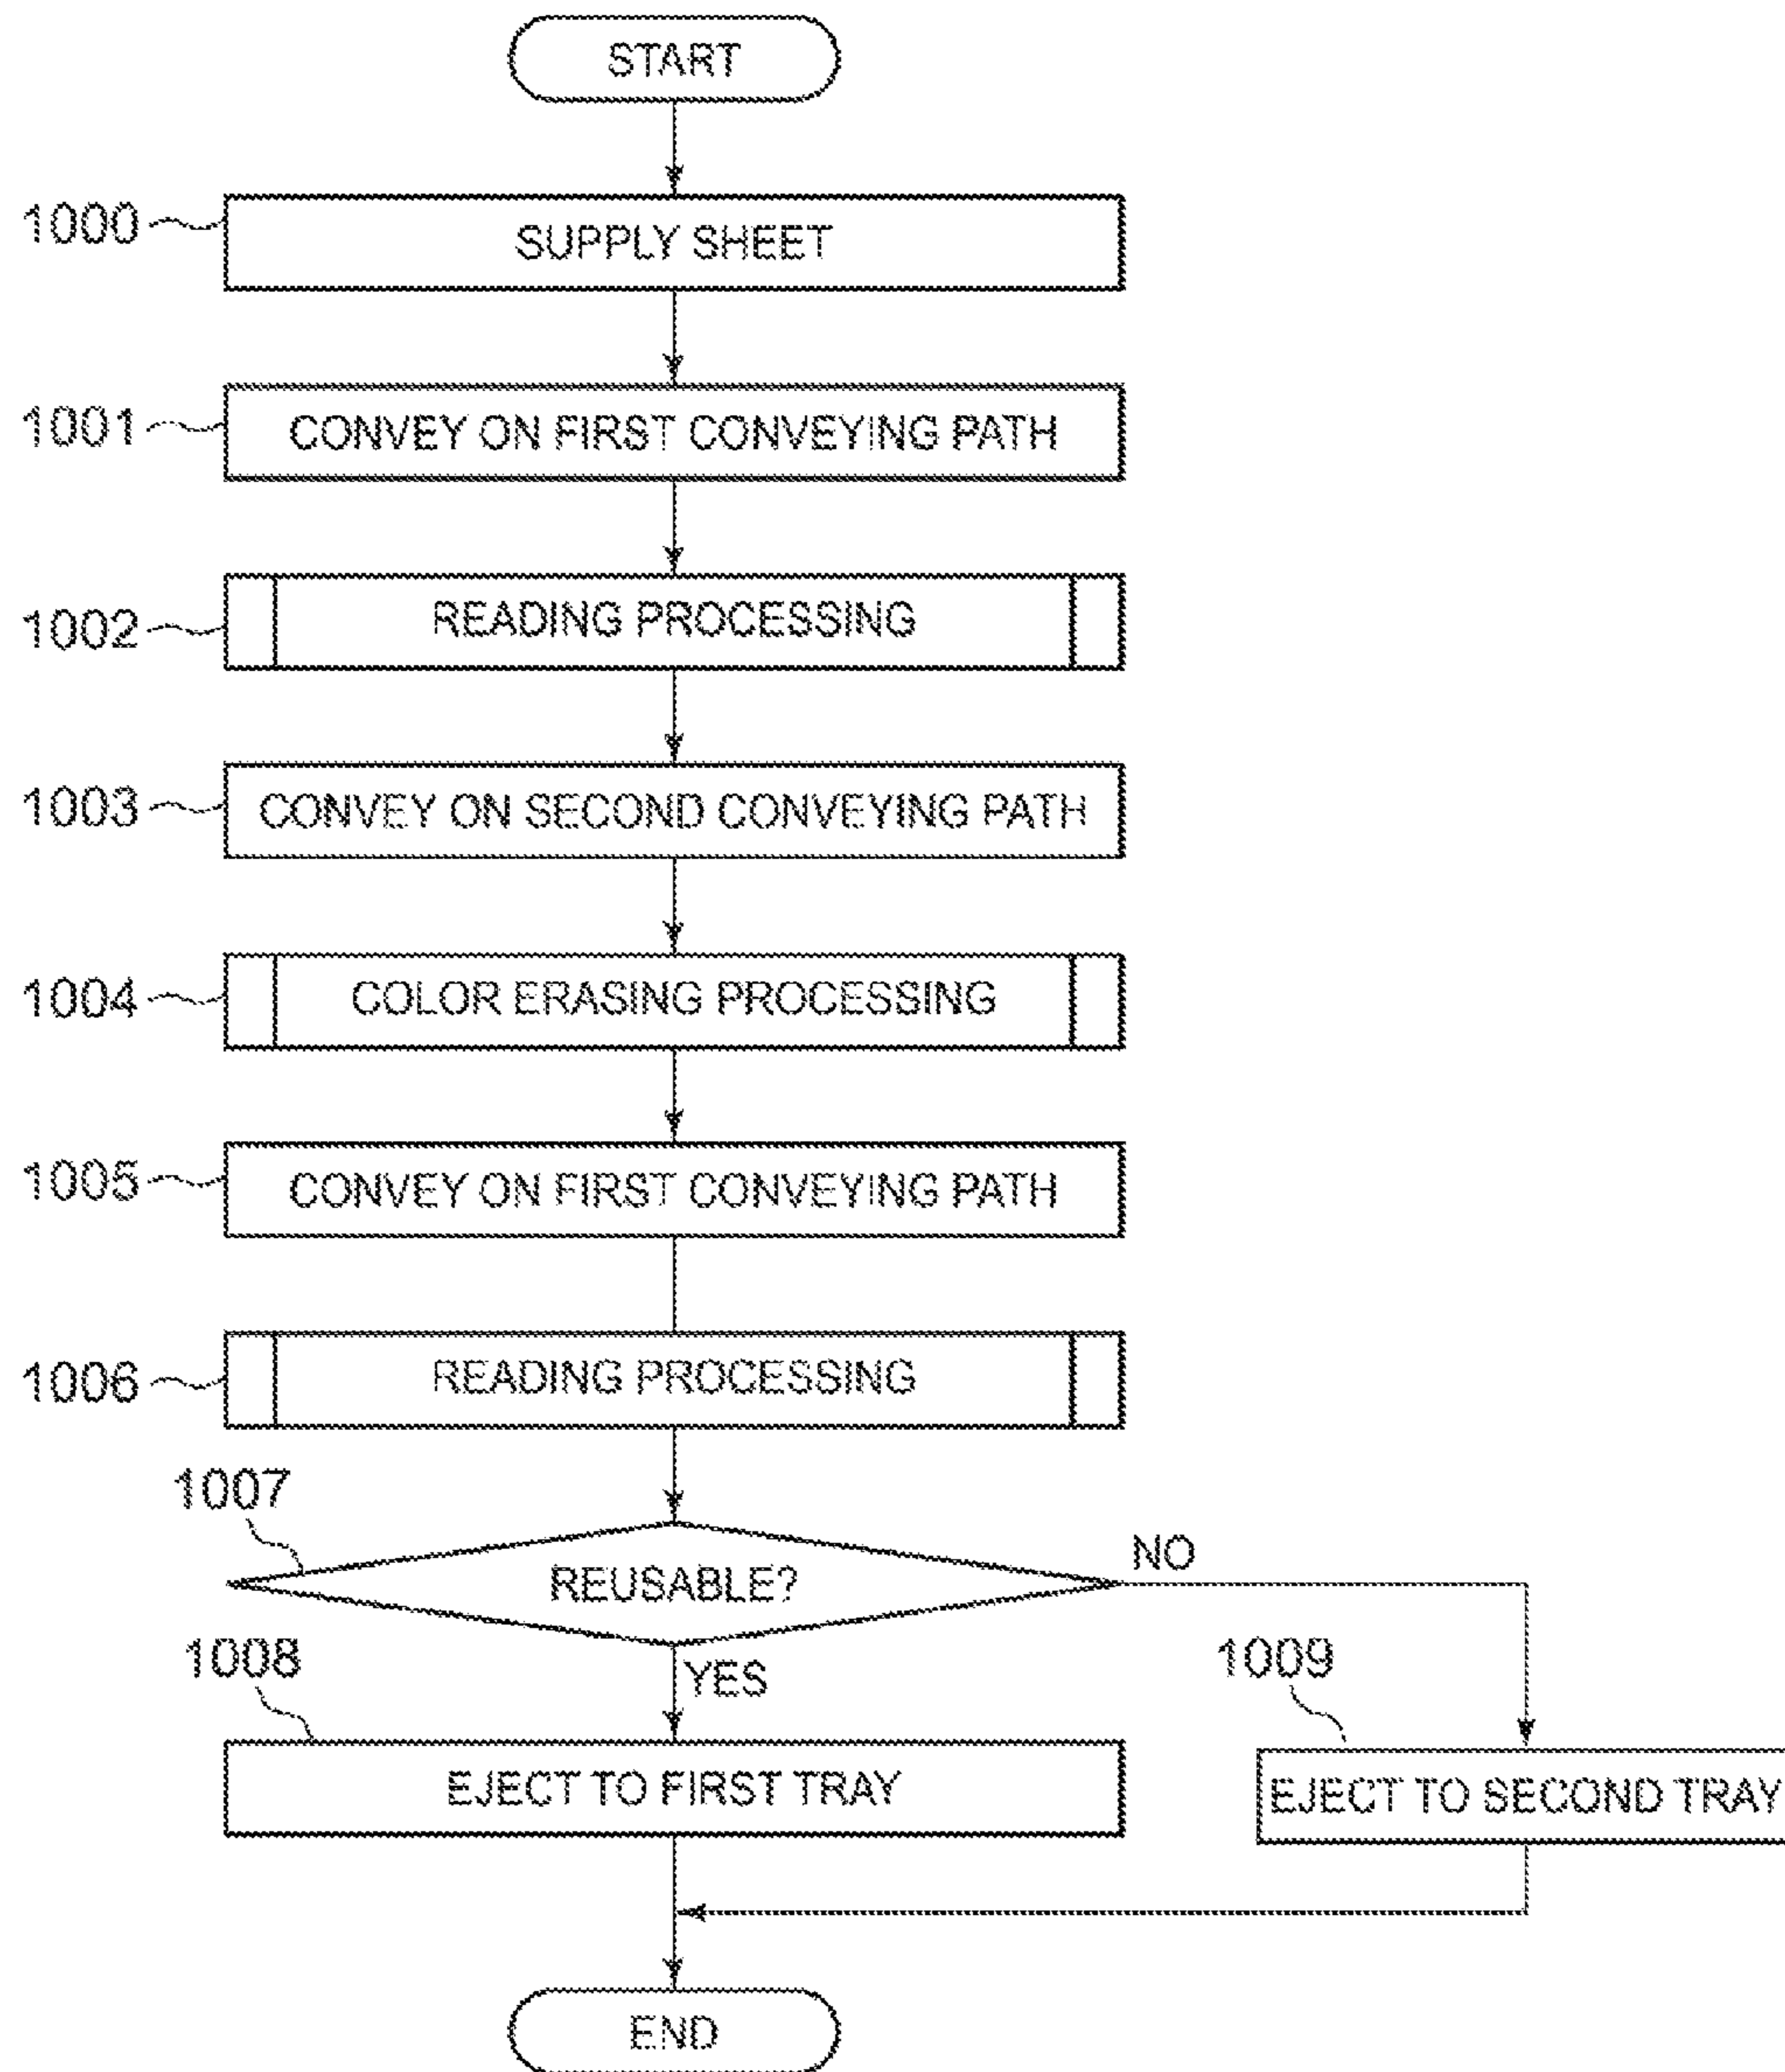 START
1000
SUPPLY SHEET
1001
CONVEY ON FIRST CONVEYING PATH
1002
READING PROCESSING
1003
CONVEY ON SECOND CONVEYING PATH
1004
COLOR ERASING PROCESSING
1005
CONVEY ON FIRST CONVEYING PATH
1006
READING PROCESSING
1007
REUSABLE?
NO
YES
1008
EJECT TO FIRST TRAY
1009
EJECT TO SECOND TRAY
END